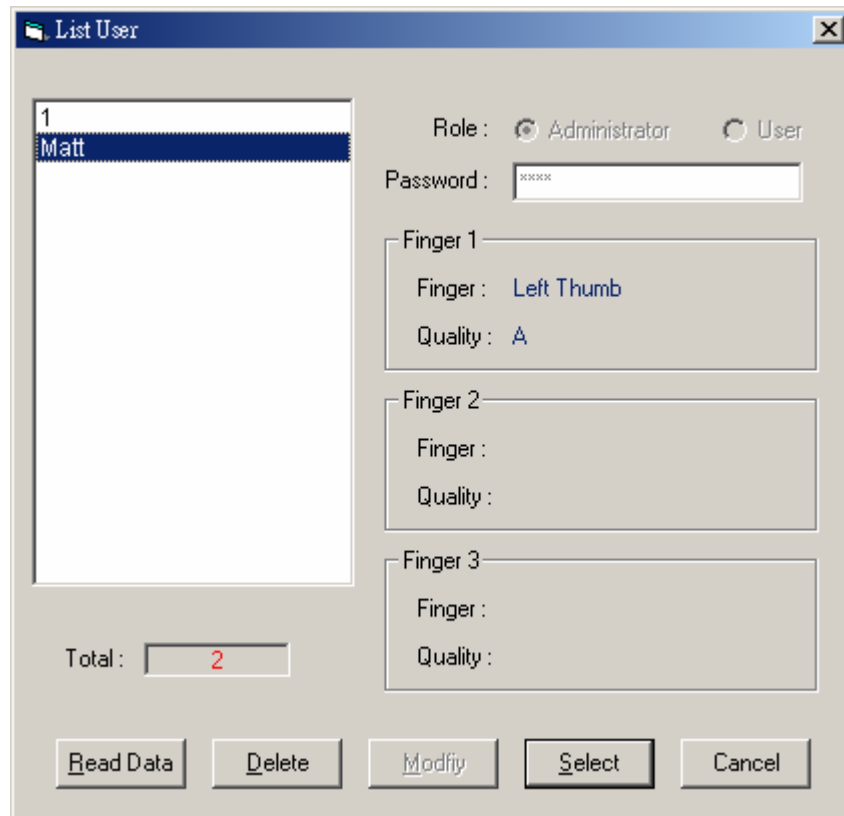 List User
1
Matt
Role : Administrator User
Password : ****
Finger 1
Finger : Left Thumb
Quality : A
Finger 2
Finger :
Quality :
Finger 3
Finger :
Quality :
Total : 2
Read Data Delete Modfiy Select Cancel